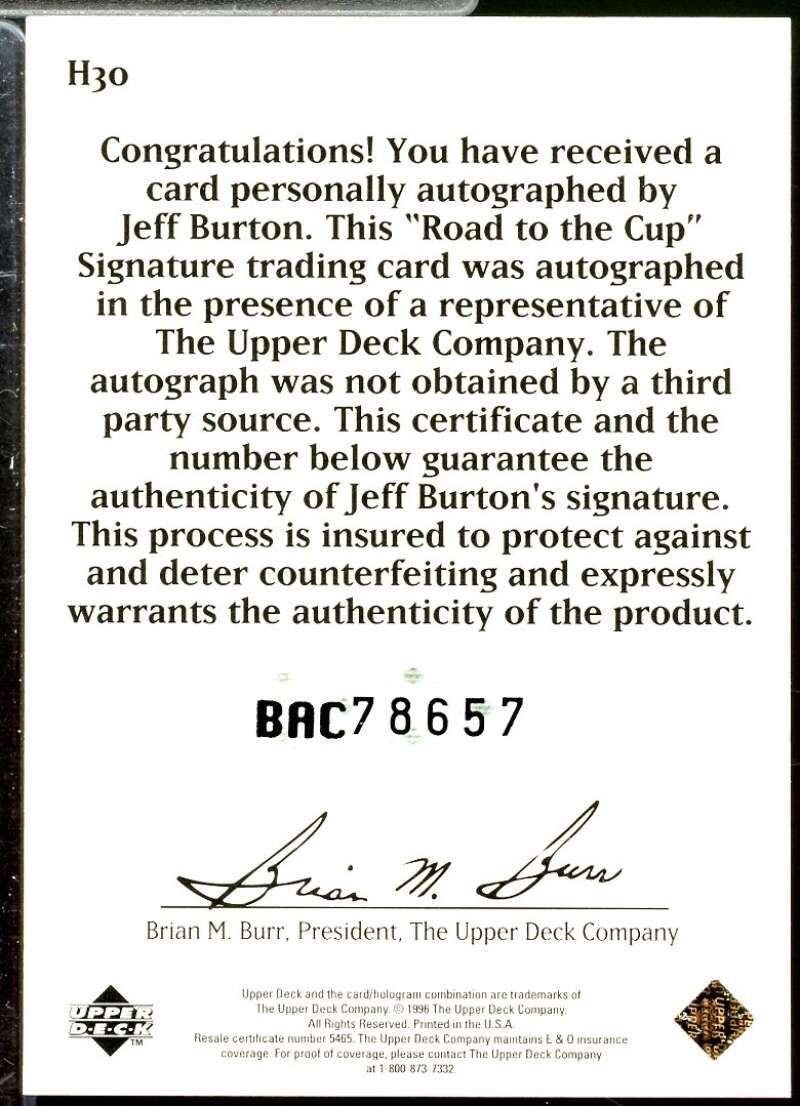 H30
Congratulations! You have received a
card personally autographed by
Jeff Burton. This "Road to the Cup"
Signature trading card was autographed
in the presence of a representative of
The Upper Deck Company. The
autograph was not obtained by a third
party source. This certificate and the
number below guarantee the
authenticity of Jeff Burton's signature.
This process is insured to protect against
and deter counterfeiting and expressly
warrants the authenticity of the product.
BAC78657
Brian M. Burr
Brian M. Burr, President, The Upper Deck Company
Upper Deck and the card/hologram combination are trademarks of
The Upper Deck Company. © 1996 The Upper Deck Company.
All Rights Reserved. Printed in the U.S.A.
Resale certificate number 5465. The Upper Deck Company maintains E & O insurance
coverage. For proof of coverage, please contact The Upper Deck Company
at 1-800-873-7332
UPPER
D·E·C·K
TM